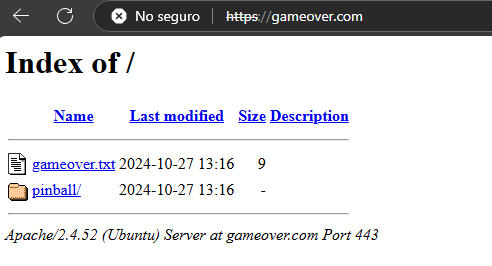 No seguro https://gameover.com
Index of /
Name Last modified Size Description
gameover.txt 2024-10-27 13:16 9
pinball/ 2024-10-27 13:16 -
Apache/2.4.52 (Ubuntu) Server at gameover.com Port 443